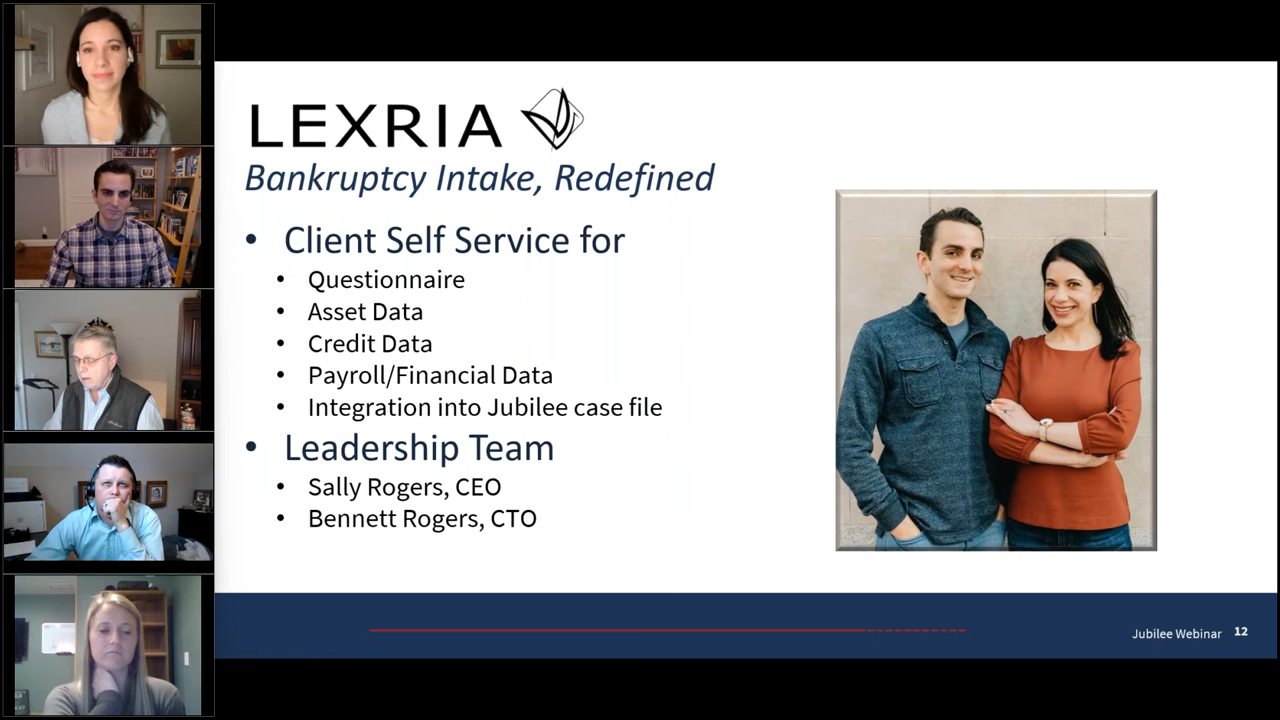 LEXRIA
Bankruptcy Intake, Redefined
• Client Self Service for
• Questionnaire
• Asset Data
• Credit Data
• Payroll/Financial Data
• Integration into Jubilee case file
• Leadership Team
• Sally Rogers, CEO
• Bennett Rogers, CTO
Jubilee Webinar 12